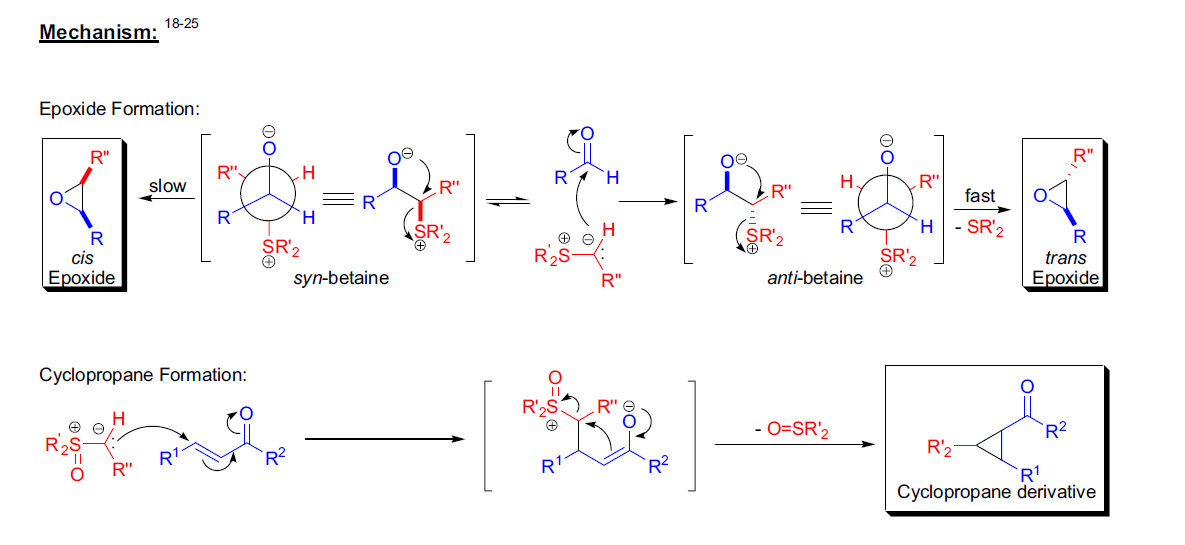 Mechanism: 18-25
Epoxide Formation:
O R" R
cis
Epoxide
slow
⊖ O R" H R H SR'2 ⊕
O⊖ R R" SR'2 ⊕
syn-betaine
O R H
R'2S ⊕ ⊖ C H R"
O⊖ R R" SR'2 ⊕
⊖ O H R" R H SR'2 ⊕
anti-betaine
fast
- SR'2
R" O R
trans
Epoxide
Cyclopropane Formation:
R'2S ⊕ ⊖ C H O R"
R1 O R2
O R'2S ⊕ R" ⊖ O R1 R2
- O=SR'2
O R2 R'2 R1
Cyclopropane derivative